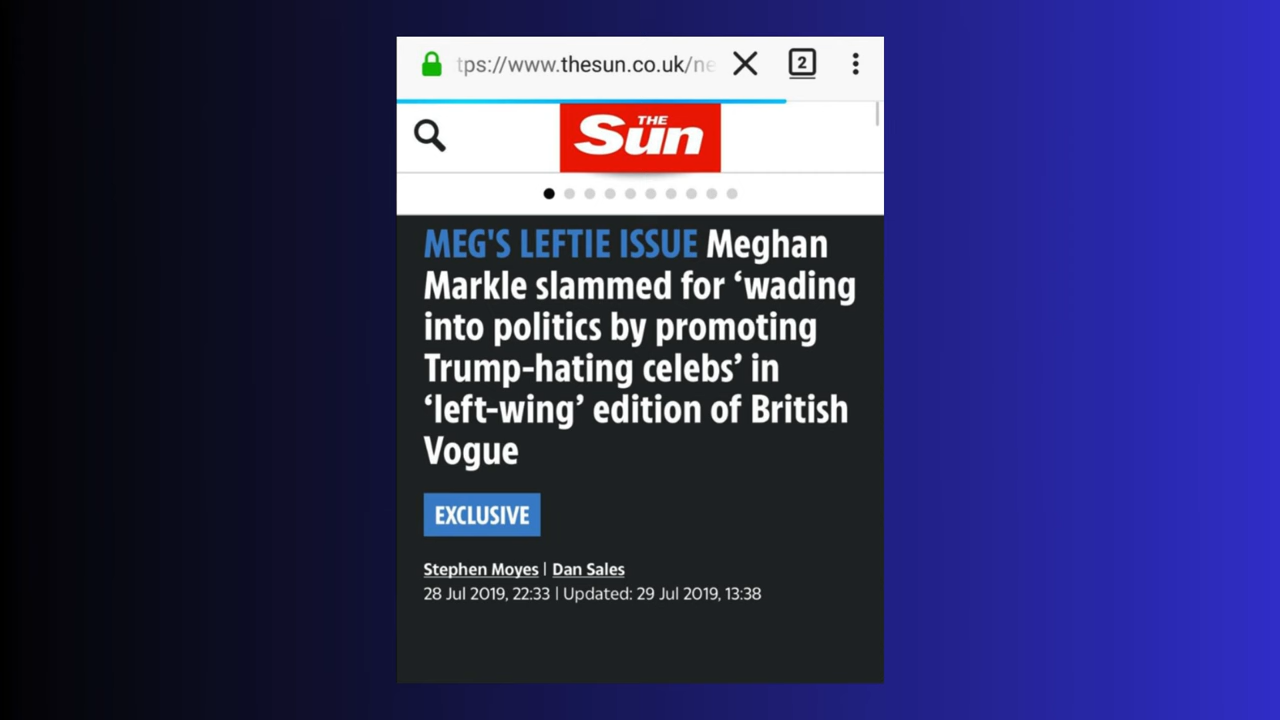 tps://www.thesun.co.uk/ne
2
THE
Sun
MEG'S LEFTIE ISSUE Meghan
Markle slammed for ‘wading
into politics by promoting
Trump-hating celebs’ in
‘left-wing’ edition of British
Vogue
EXCLUSIVE
Stephen Moyes | Dan Sales
28 Jul 2019, 22:33 | Updated: 29 Jul 2019, 13:38